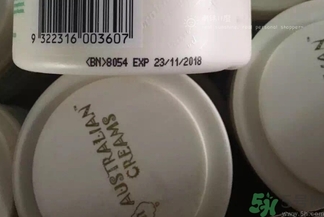 9 322316 003607
(BN)8054 EXP 23/11/2018
AUSTRALIAN
CREAMS